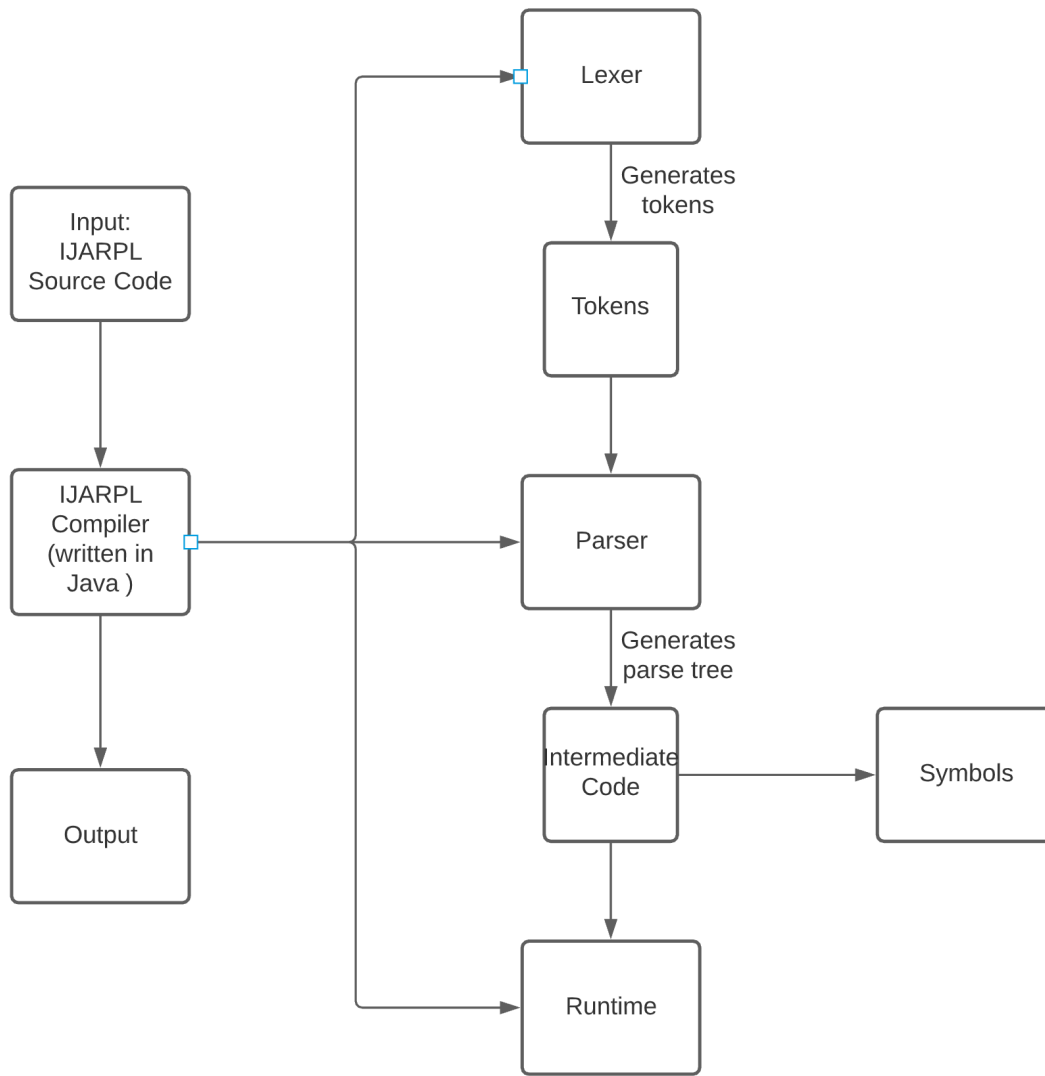 Lexer
Generates
tokens
Input:
IJARPL
Source Code
Tokens
IJARPL
Compiler
(written in
Java )
Parser
Generates
parse tree
Intermediate
Code
Symbols
Output
Runtime